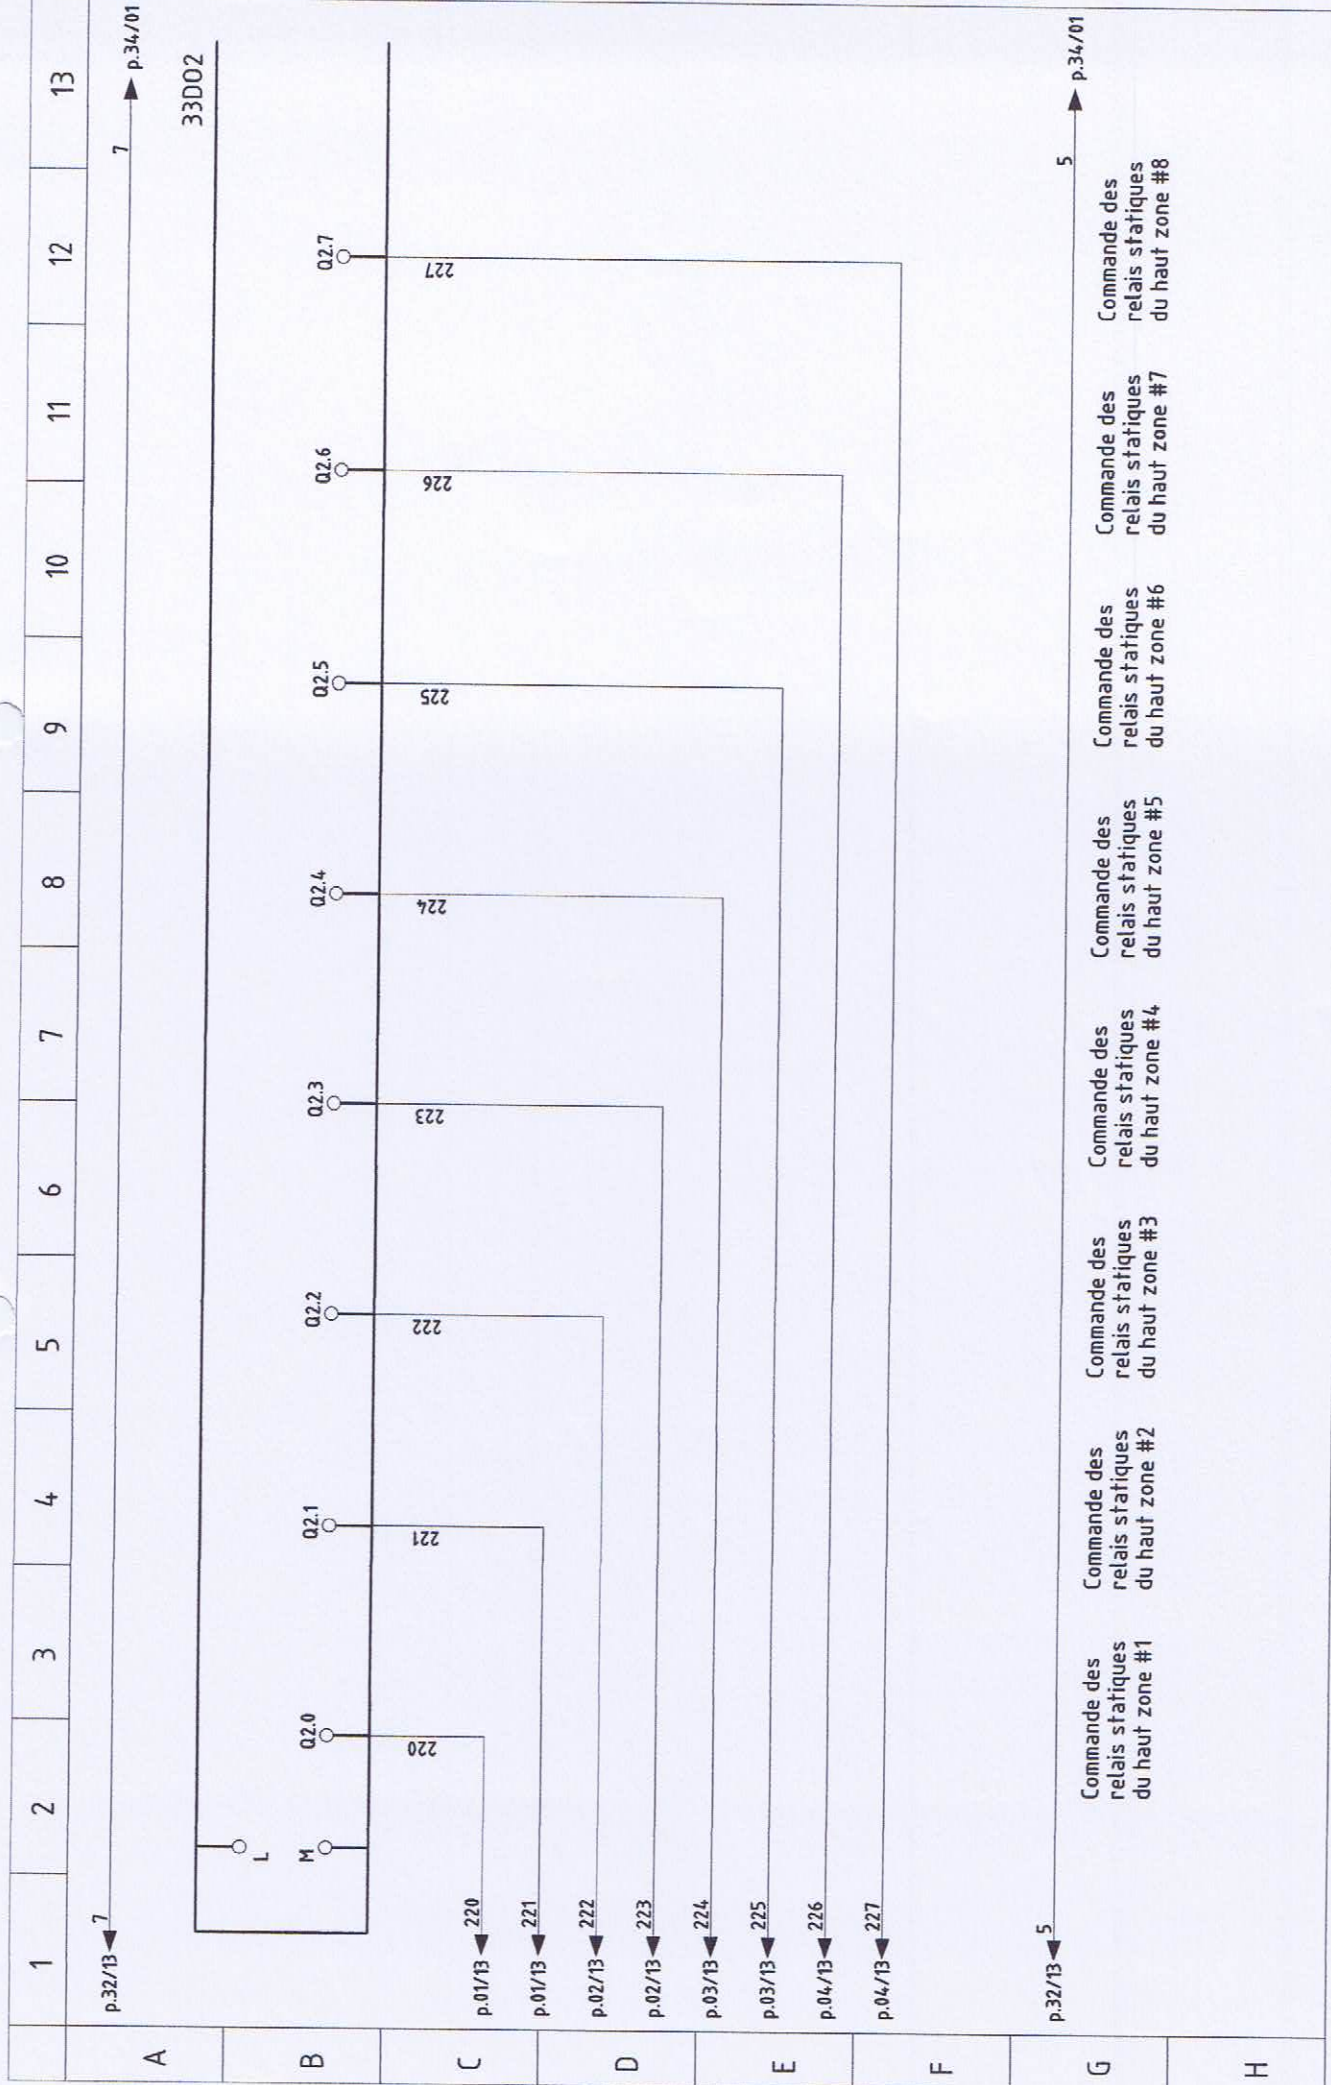 1
2
3
4
5
6
7
8
9
10
11
12
13
A
B
C
D
E
F
G
H
p.32/13
7
7
p.34/01
33DO2
L
M
Q2.0
Q2.1
Q2.2
Q2.3
Q2.4
Q2.5
Q2.6
Q2.7
220
221
222
223
224
225
226
227
p.01/13
220
p.01/13
221
p.02/13
222
p.02/13
223
p.03/13
224
p.03/13
225
p.04/13
226
p.04/13
227
p.32/13
5
5
p.34/01
Commande des
relais statiques
du haut zone #1
Commande des
relais statiques
du haut zone #2
Commande des
relais statiques
du haut zone #3
Commande des
relais statiques
du haut zone #4
Commande des
relais statiques
du haut zone #5
Commande des
relais statiques
du haut zone #6
Commande des
relais statiques
du haut zone #7
Commande des
relais statiques
du haut zone #8